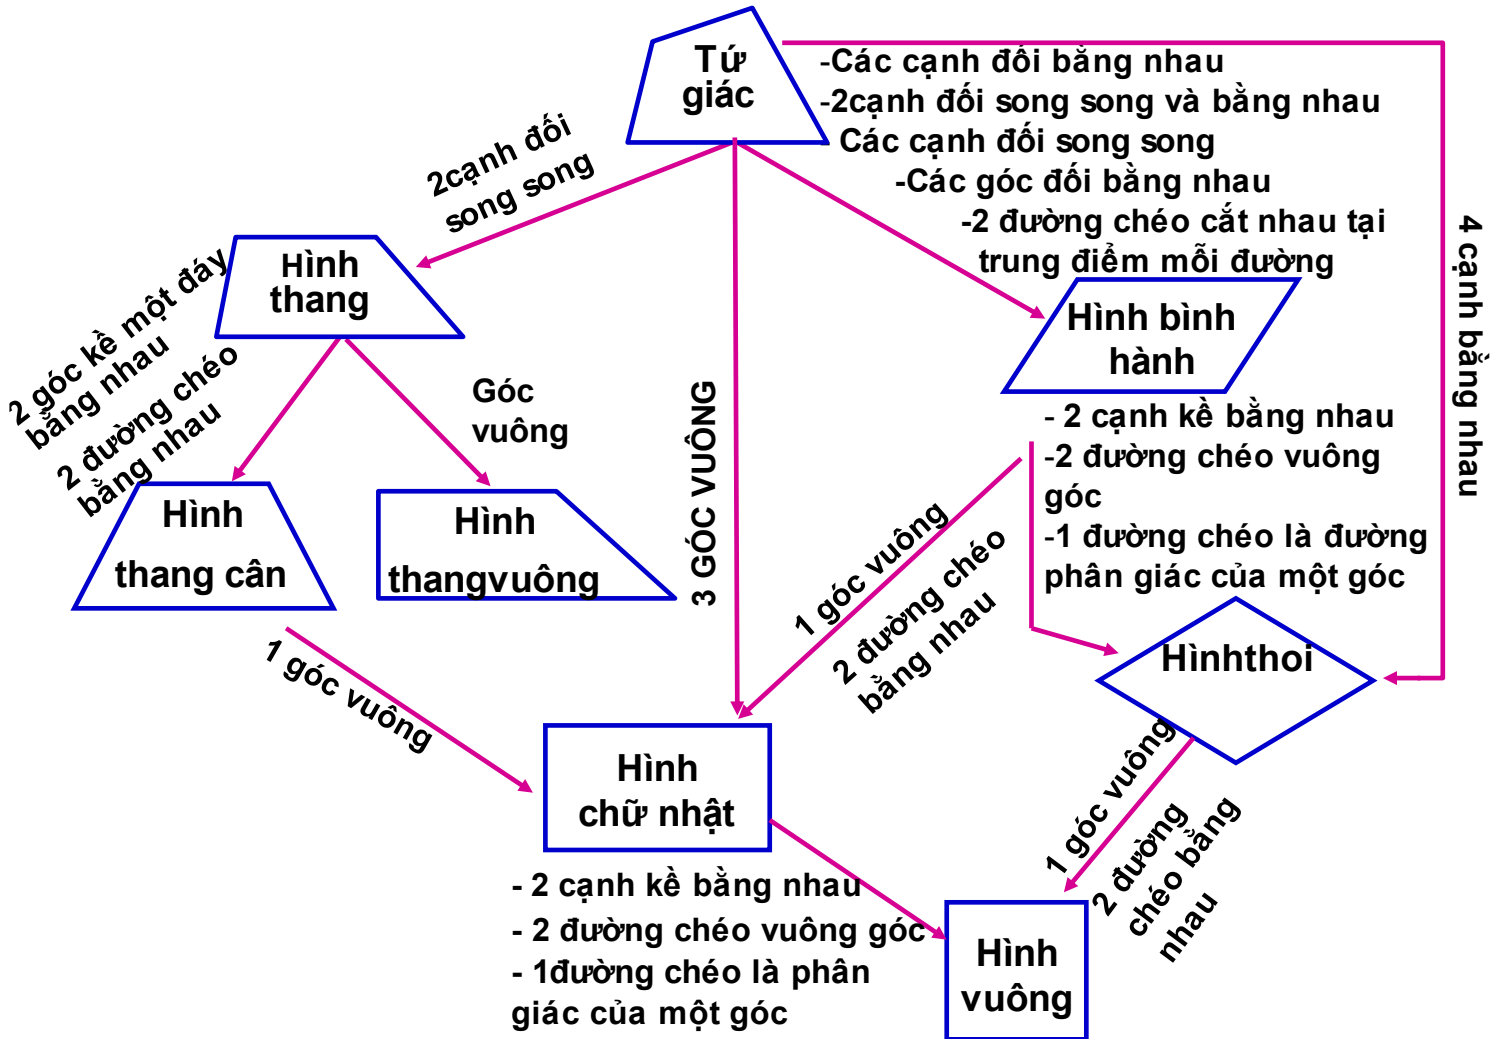 Tứ
giác
-Các cạnh đối bằng nhau
-2cạnh đối song song và bằng nhau
Các cạnh đối song song
-Các góc đối bằng nhau
-2 đường chéo cắt nhau tại
trung điểm mỗi đường
4 cạnh bằng nhau
2cạnh đối
song song
Hình
thang
Hình bình
hành
2 góc kề một đáy
bằng nhau
2 đường chéo
bằng nhau
Góc
vuông
3 GÓC VUÔNG
- 2 cạnh kề bằng nhau
-2 đường chéo vuông
góc
-1 đường chéo là đường
phân giác của một góc
Hình
thang cân
Hình
thangvuông
1 góc vuông
2 đường chéo
bằng nhau
Hìnhthoi
1 góc vuông
Hình
chữ nhật
1 góc vuông
2 đường
chéo bằng
nhau
- 2 cạnh kề bằng nhau
- 2 đường chéo vuông góc
- 1đường chéo là phân
giác của một góc
Hình
vuông